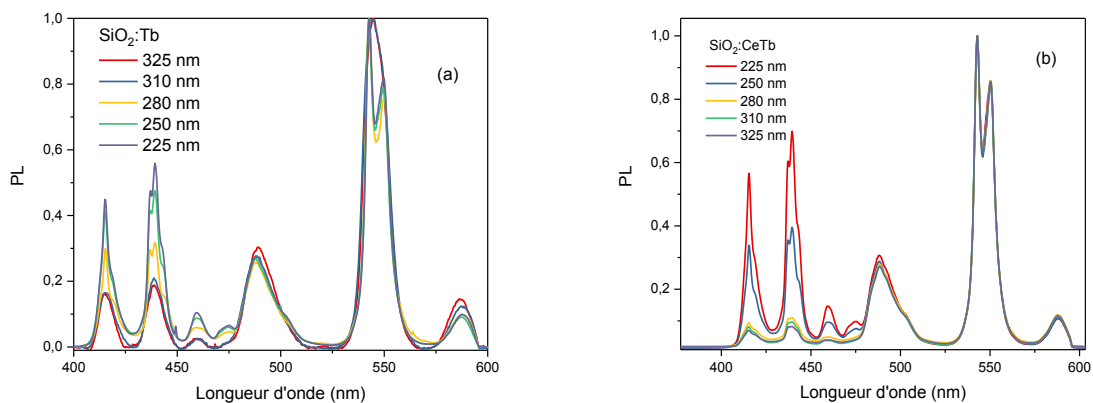 SiO2:Tb
325 nm
310 nm
280 nm
250 nm
225 nm
(a)
PL
1,0
0,8
0,6
0,4
0,2
0,0
400
450
500
550
600
Longueur d'onde (nm)
SiO2:CeTb
225 nm
250 nm
280 nm
310 nm
325 nm
(b)
PL
1,0
0,8
0,6
0,4
0,2
400
450
500
550
600
Longueur d'onde (nm)